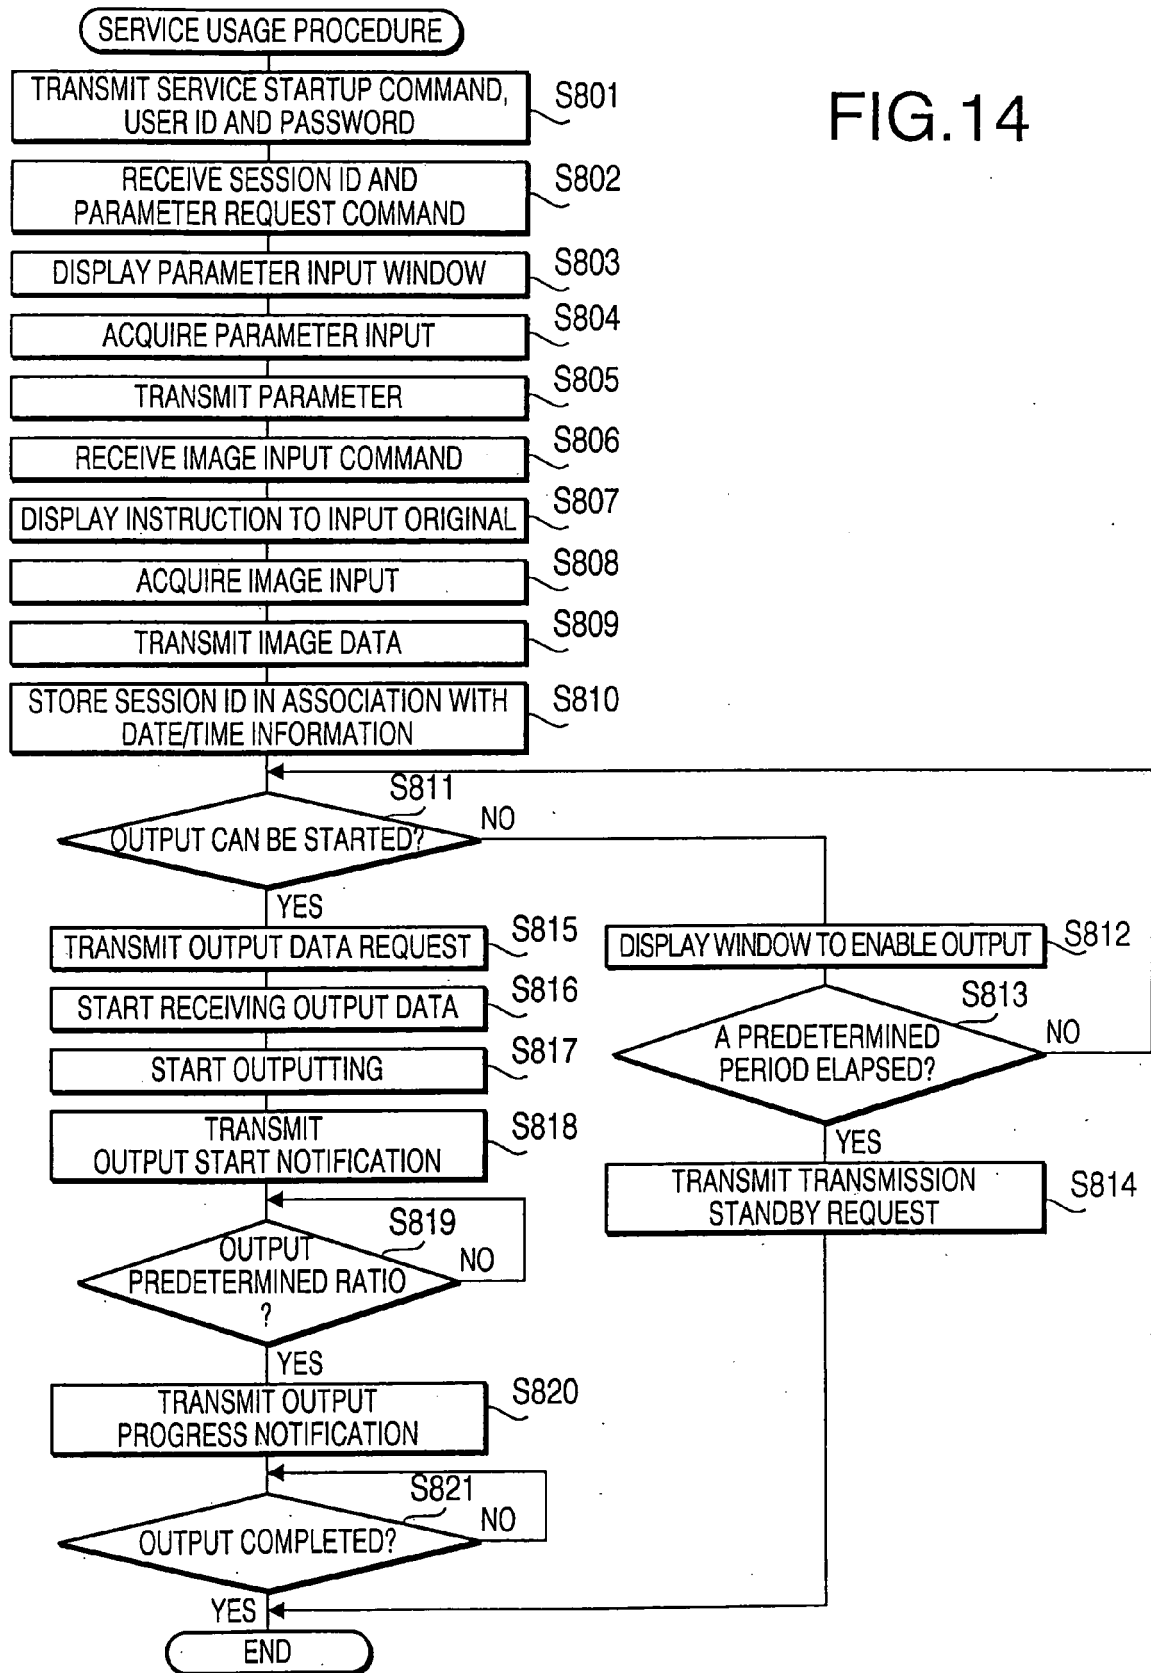 SERVICE USAGE PROCEDURE
FIG.14
TRANSMIT SERVICE STARTUP COMMAND,
USER ID AND PASSWORD
S801
RECEIVE SESSION ID AND
PARAMETER REQUEST COMMAND
S802
DISPLAY PARAMETER INPUT WINDOW
S803
ACQUIRE PARAMETER INPUT
S804
TRANSMIT PARAMETER
S805
RECEIVE IMAGE INPUT COMMAND
S806
DISPLAY INSTRUCTION TO INPUT ORIGINAL
S807
ACQUIRE IMAGE INPUT
S808
TRANSMIT IMAGE DATA
S809
STORE SESSION ID IN ASSOCIATION WITH
DATE/TIME INFORMATION
S810
S811
OUTPUT CAN BE STARTED?
NO
YES
TRANSMIT OUTPUT DATA REQUEST
S815
START RECEIVING OUTPUT DATA
S816
START OUTPUTTING
S817
TRANSMIT
OUTPUT START NOTIFICATION
S818
S819
OUTPUT
PREDETERMINED RATIO
?
NO
YES
TRANSMIT OUTPUT
PROGRESS NOTIFICATION
S820
S821
OUTPUT COMPLETED?
NO
YES
END
DISPLAY WINDOW TO ENABLE OUTPUT
S812
S813
A PREDETERMINED
PERIOD ELAPSED?
NO
YES
TRANSMIT TRANSMISSION
STANDBY REQUEST
S814